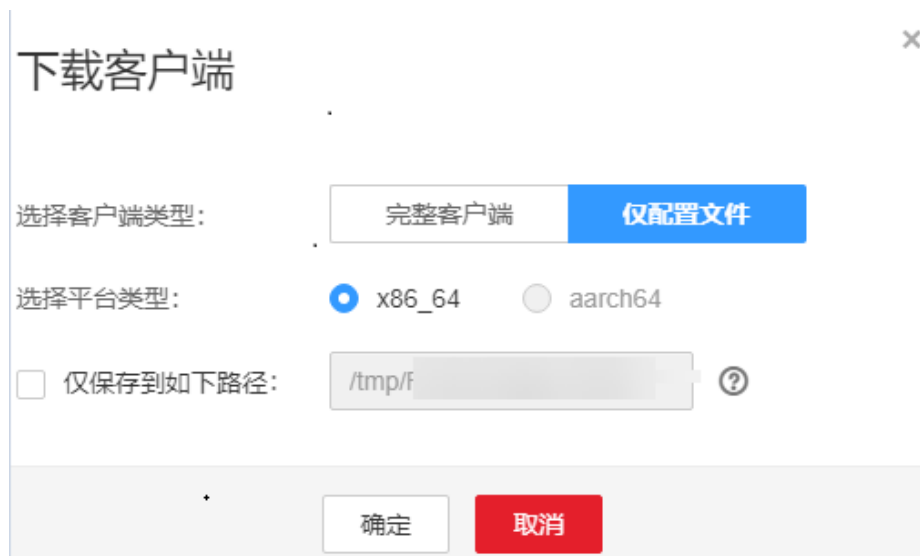 下载客户端
选择客户端类型: 完整客户端 仅配置文件
选择平台类型: x86_64 aarch64
仅保存到如下路径: /tmp/F
确定 取消